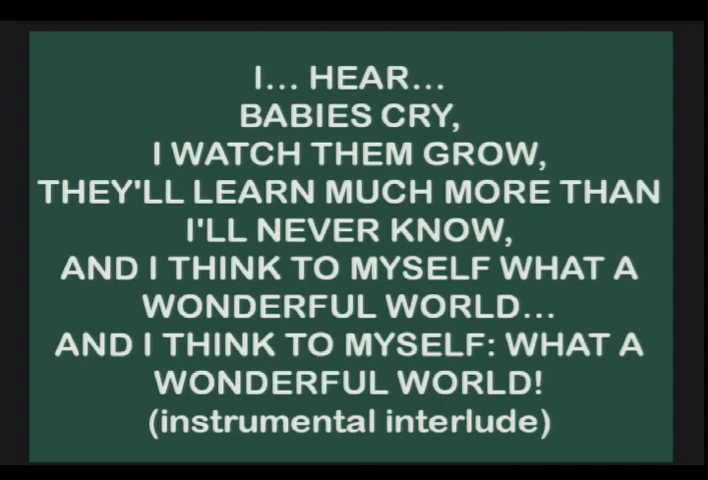 I... HEAR...
BABIES CRY,
I WATCH THEM GROW,
THEY'LL LEARN MUCH MORE THAN
I'LL NEVER KNOW,
AND I THINK TO MYSELF WHAT A
WONDERFUL WORLD...
AND I THINK TO MYSELF: WHAT A
WONDERFUL WORLD!
(instrumental interlude)